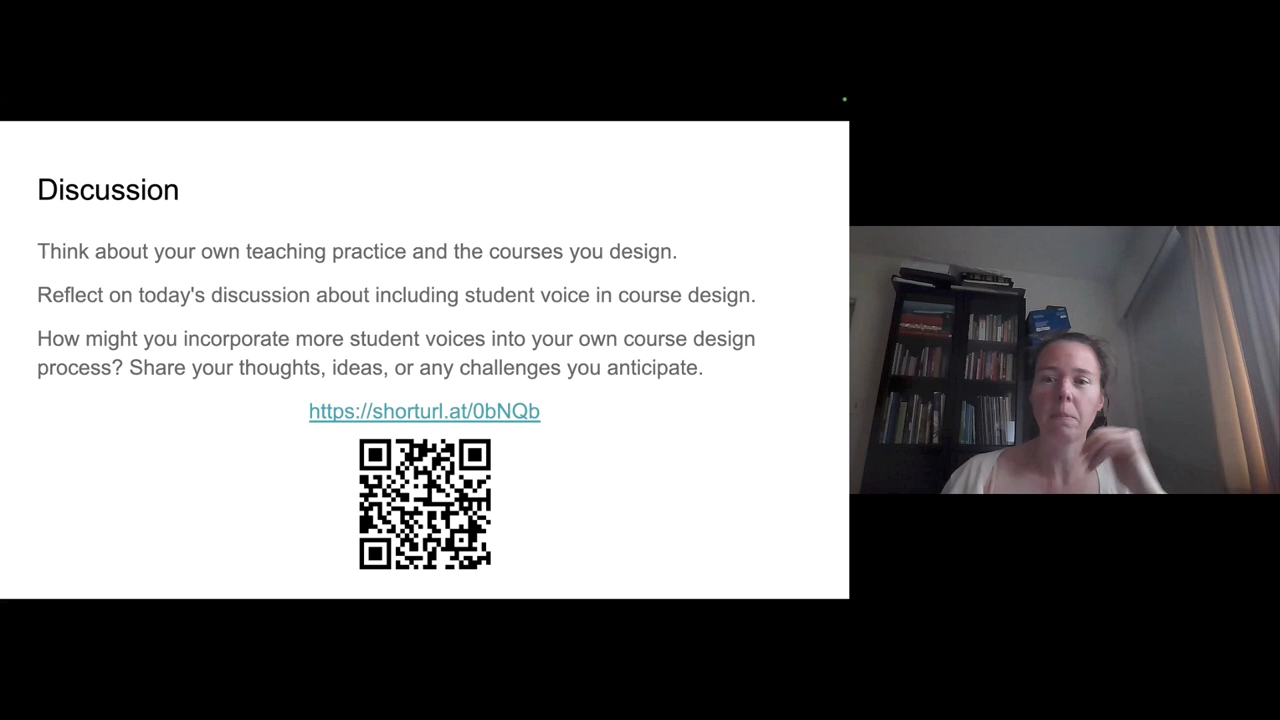 Discussion
Think about your own teaching practice and the courses you design.
Reflect on today's discussion about including student voice in course design.
How might you incorporate more student voices into your own course design
process? Share your thoughts, ideas, or any challenges you anticipate.
https://shorturl.at/0bNQb